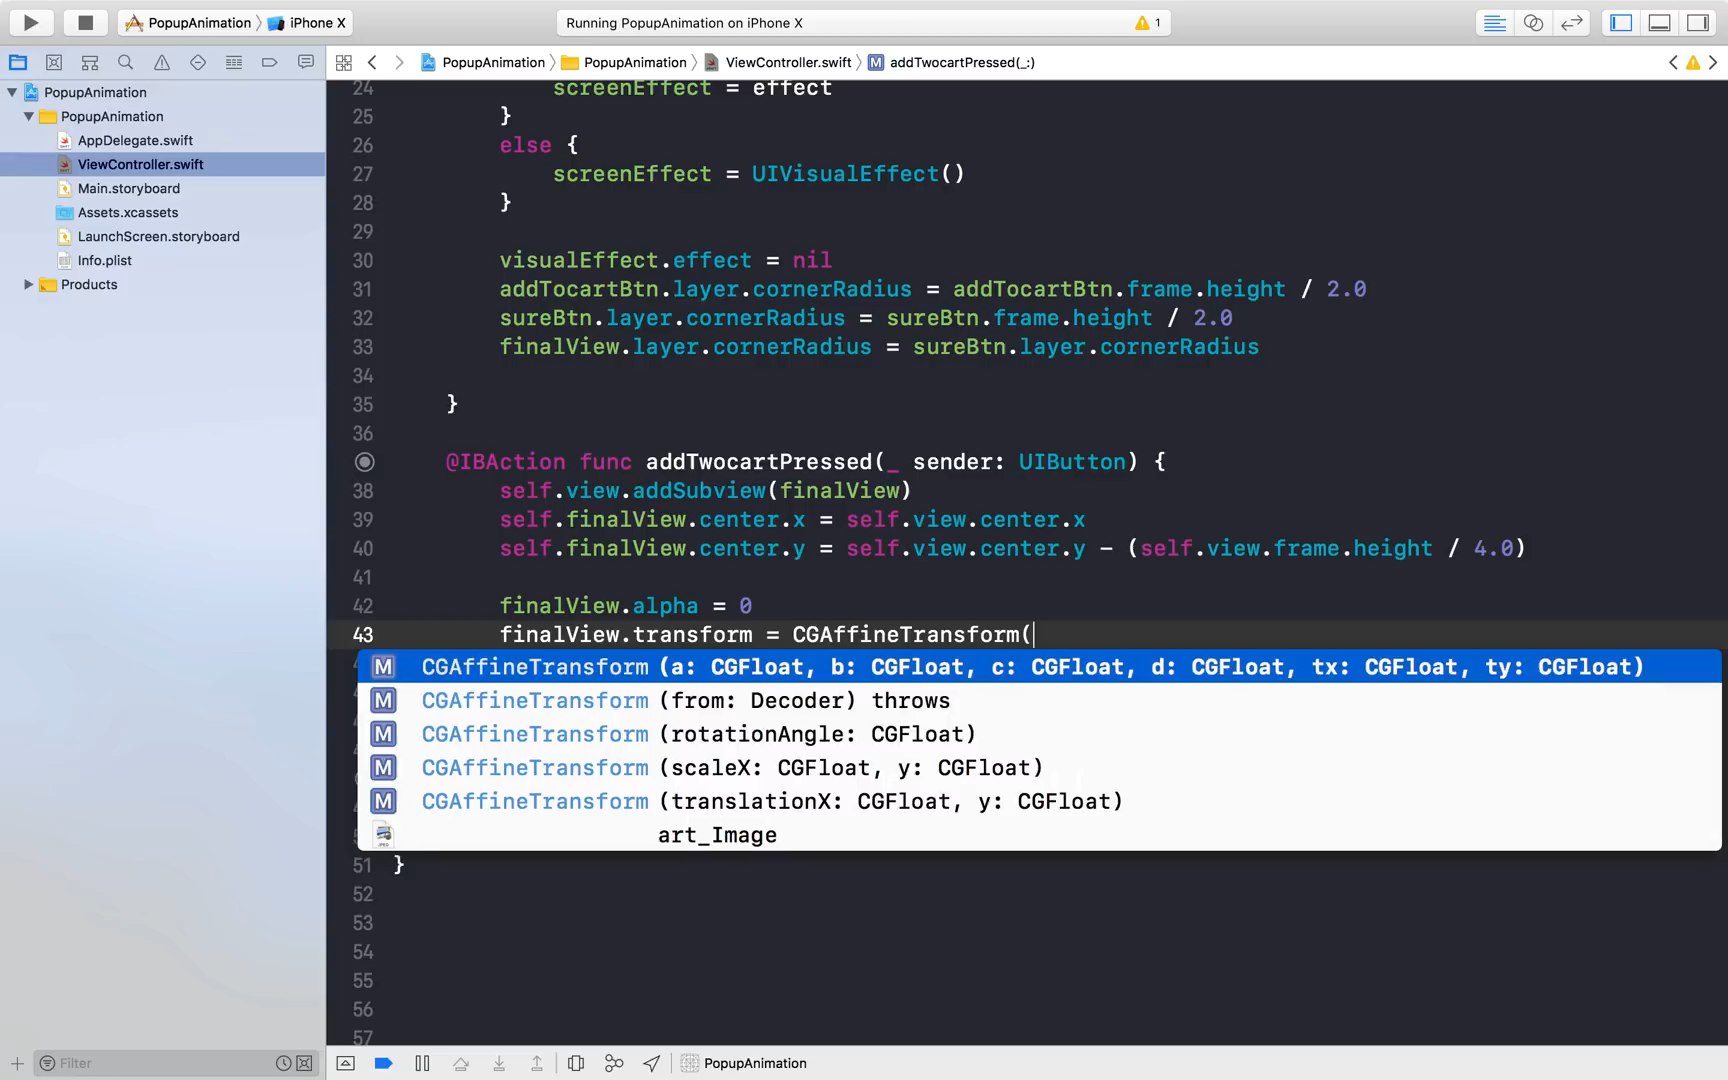 PopupAnimation 〉 iPhone X
Running PopupAnimation on iPhone X
1
PopupAnimation 〉 PopupAnimation 〉 ViewController.swift 〉 M addTwocartPressed(_:)
PopupAnimation
PopupAnimation
AppDelegate.swift
ViewController.swift
Main.storyboard
Assets.xcassets
LaunchScreen.storyboard
Info.plist
Products
Filter
24 screenEffect = effect
25 }
26 else {
27 screenEffect = UIVisualEffect()
28 }
29
30 visualEffect.effect = nil
31 addTocartBtn.layer.cornerRadius = addTocartBtn.frame.height / 2.0
32 sureBtn.layer.cornerRadius = sureBtn.frame.height / 2.0
33 finalView.layer.cornerRadius = sureBtn.layer.cornerRadius
34
35 }
36
@IBAction func addTwocartPressed(_ sender: UIButton) {
38 self.view.addSubview(finalView)
39 self.finalView.center.x = self.view.center.x
40 self.finalView.center.y = self.view.center.y - (self.view.frame.height / 4.0)
41
42 finalView.alpha = 0
43 finalView.transform = CGAffineTransform(
M CGAffineTransform (a: CGFloat, b: CGFloat, c: CGFloat, d: CGFloat, tx: CGFloat, ty: CGFloat)
M CGAffineTransform (from: Decoder) throws
M CGAffineTransform (rotationAngle: CGFloat)
M CGAffineTransform (scaleX: CGFloat, y: CGFloat)
M CGAffineTransform (translationX: CGFloat, y: CGFloat)
art_Image
51 }
52
53
54
55
56
57
PopupAnimation